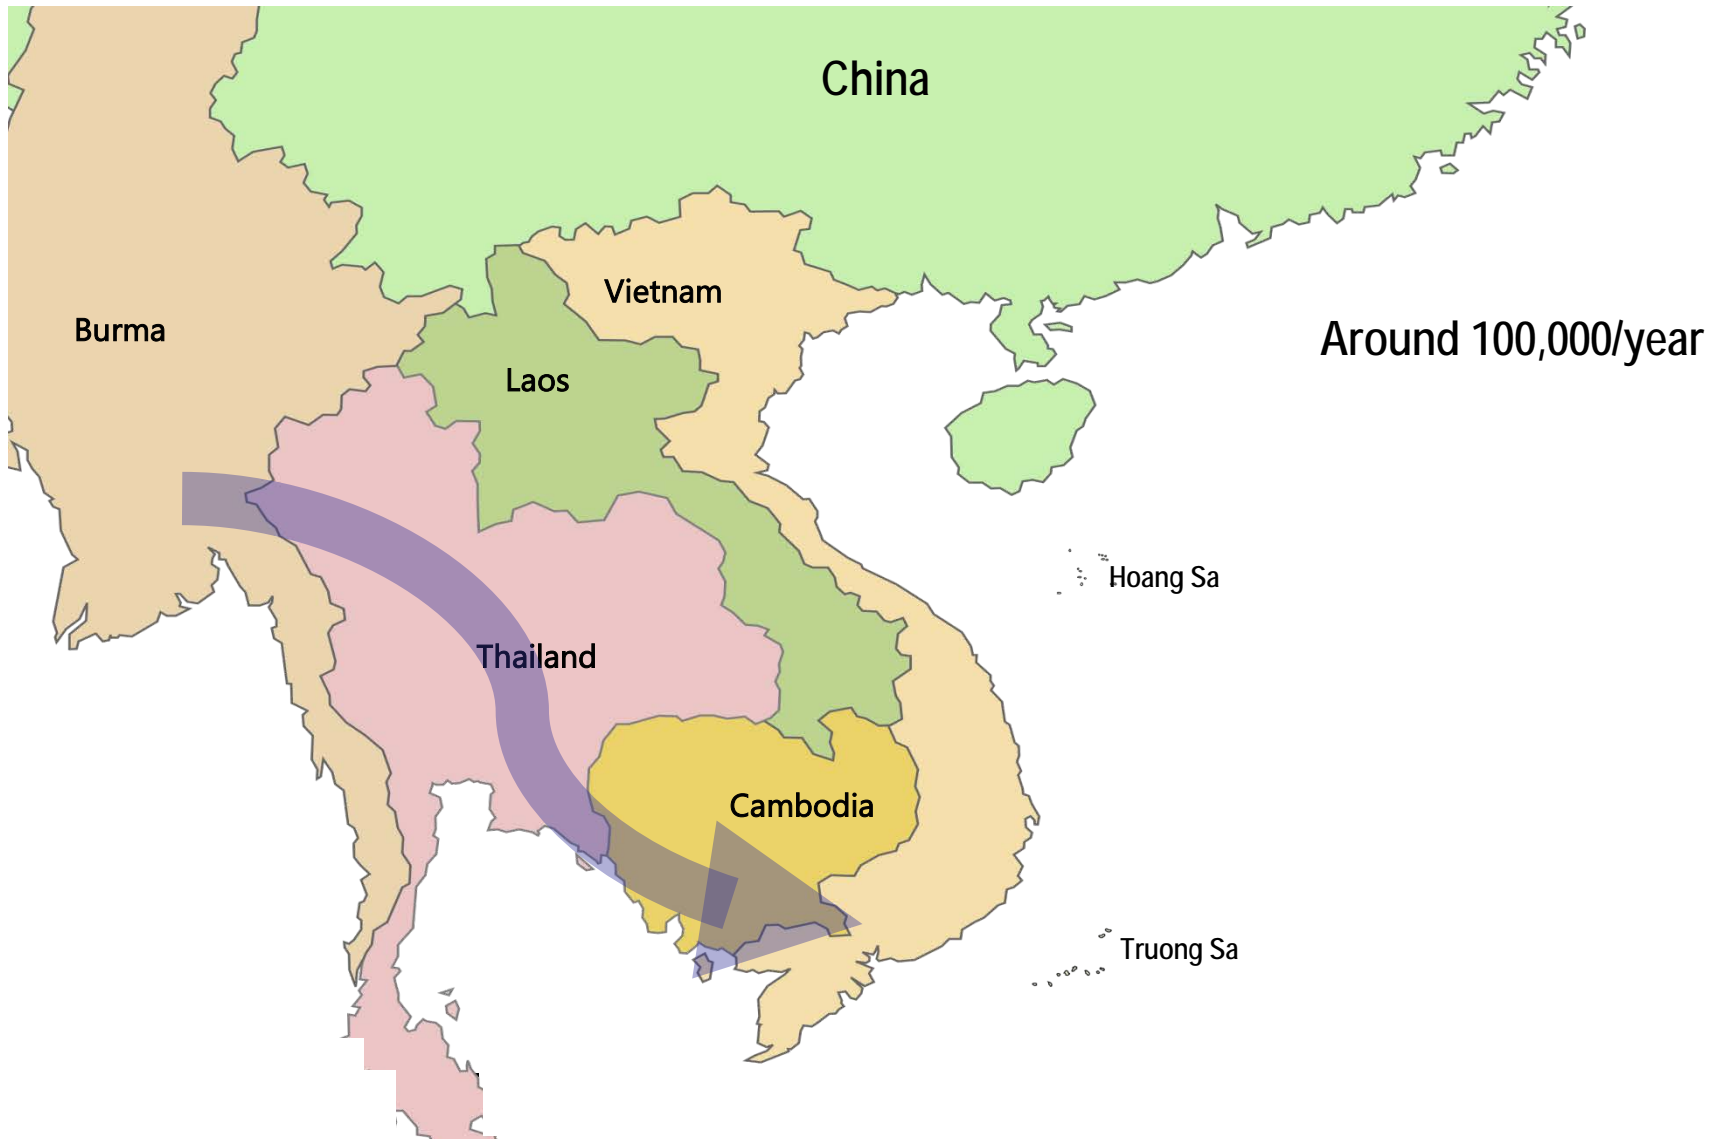 China
Vietnam
Burma
Around 100,000/year
Laos
Hoang Sa
Thailand
Cambodia
Truong Sa